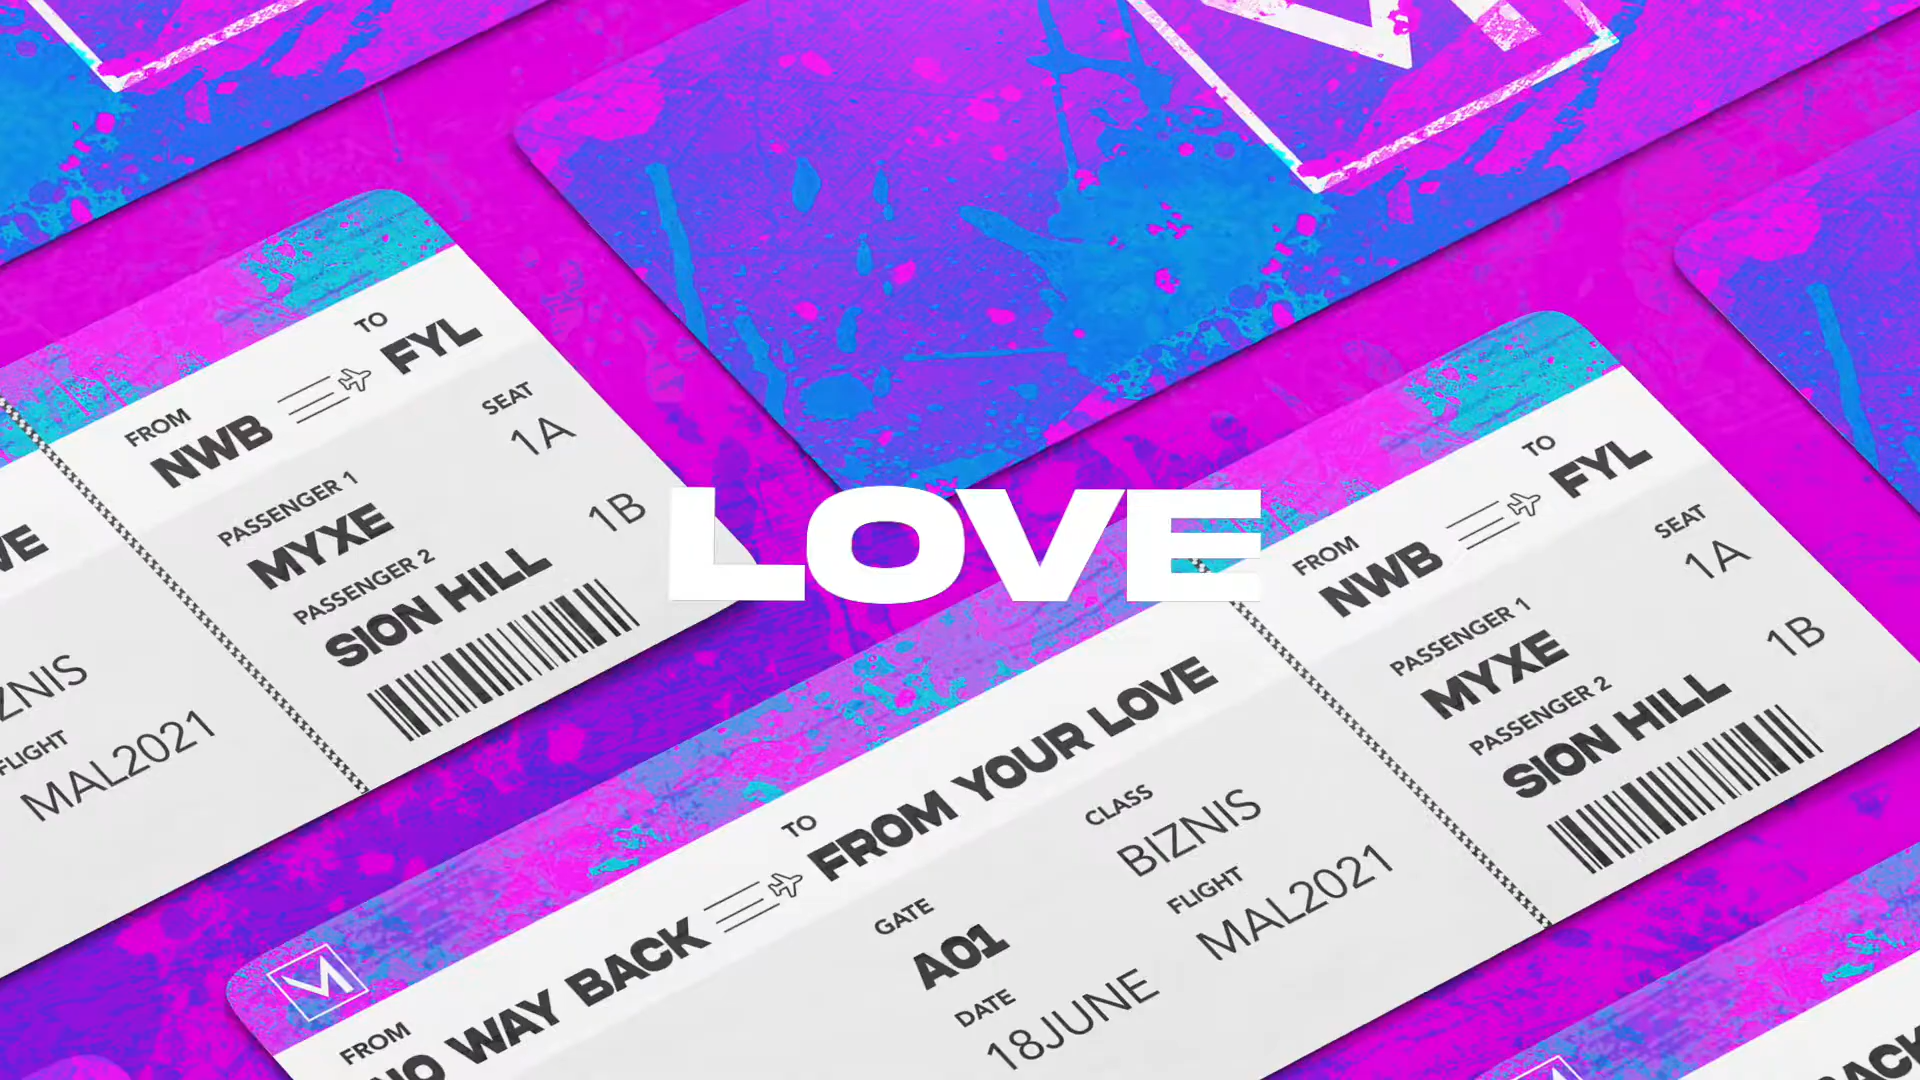 LOVE
TO
FYL
FROM
NWB
SEAT
1A
PASSENGER 1
MYXE
1B
PASSENGER 2
SION HILL
FLIGHT
MAL2021
FROM
NO WAY BACK
TO
FROM YOUR LOVE
GATE
A01
CLASS
BIZNIS
DATE
18JUNE
FLIGHT
MAL2021
FROM
NWB
TO
FYL
SEAT
1A
PASSENGER 1
MYXE
1B
PASSENGER 2
SION HILL